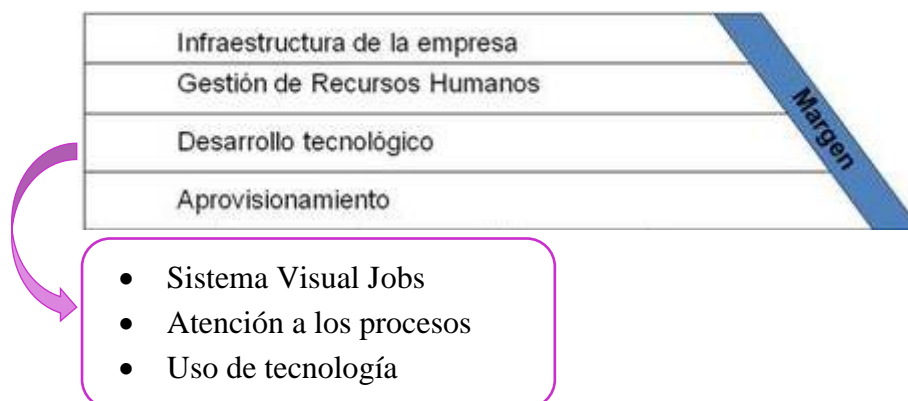 Infraestructura de la empresa
Gestión de Recursos Humanos
Desarrollo tecnológico
Aprovisionamiento
Margen
• Sistema Visual Jobs
• Atención a los procesos
• Uso de tecnología